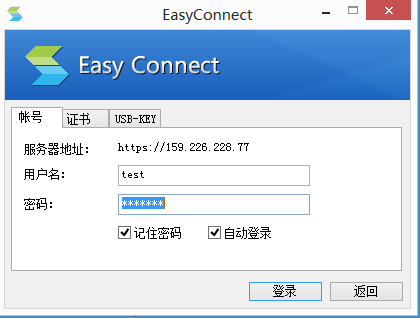 EasyConnect
Easy Connect
帐号 证书 USB-KEY
服务器地址： https://159.226.228.77
用户名： test
密码： *******
记住密码 自动登录
登录 返回